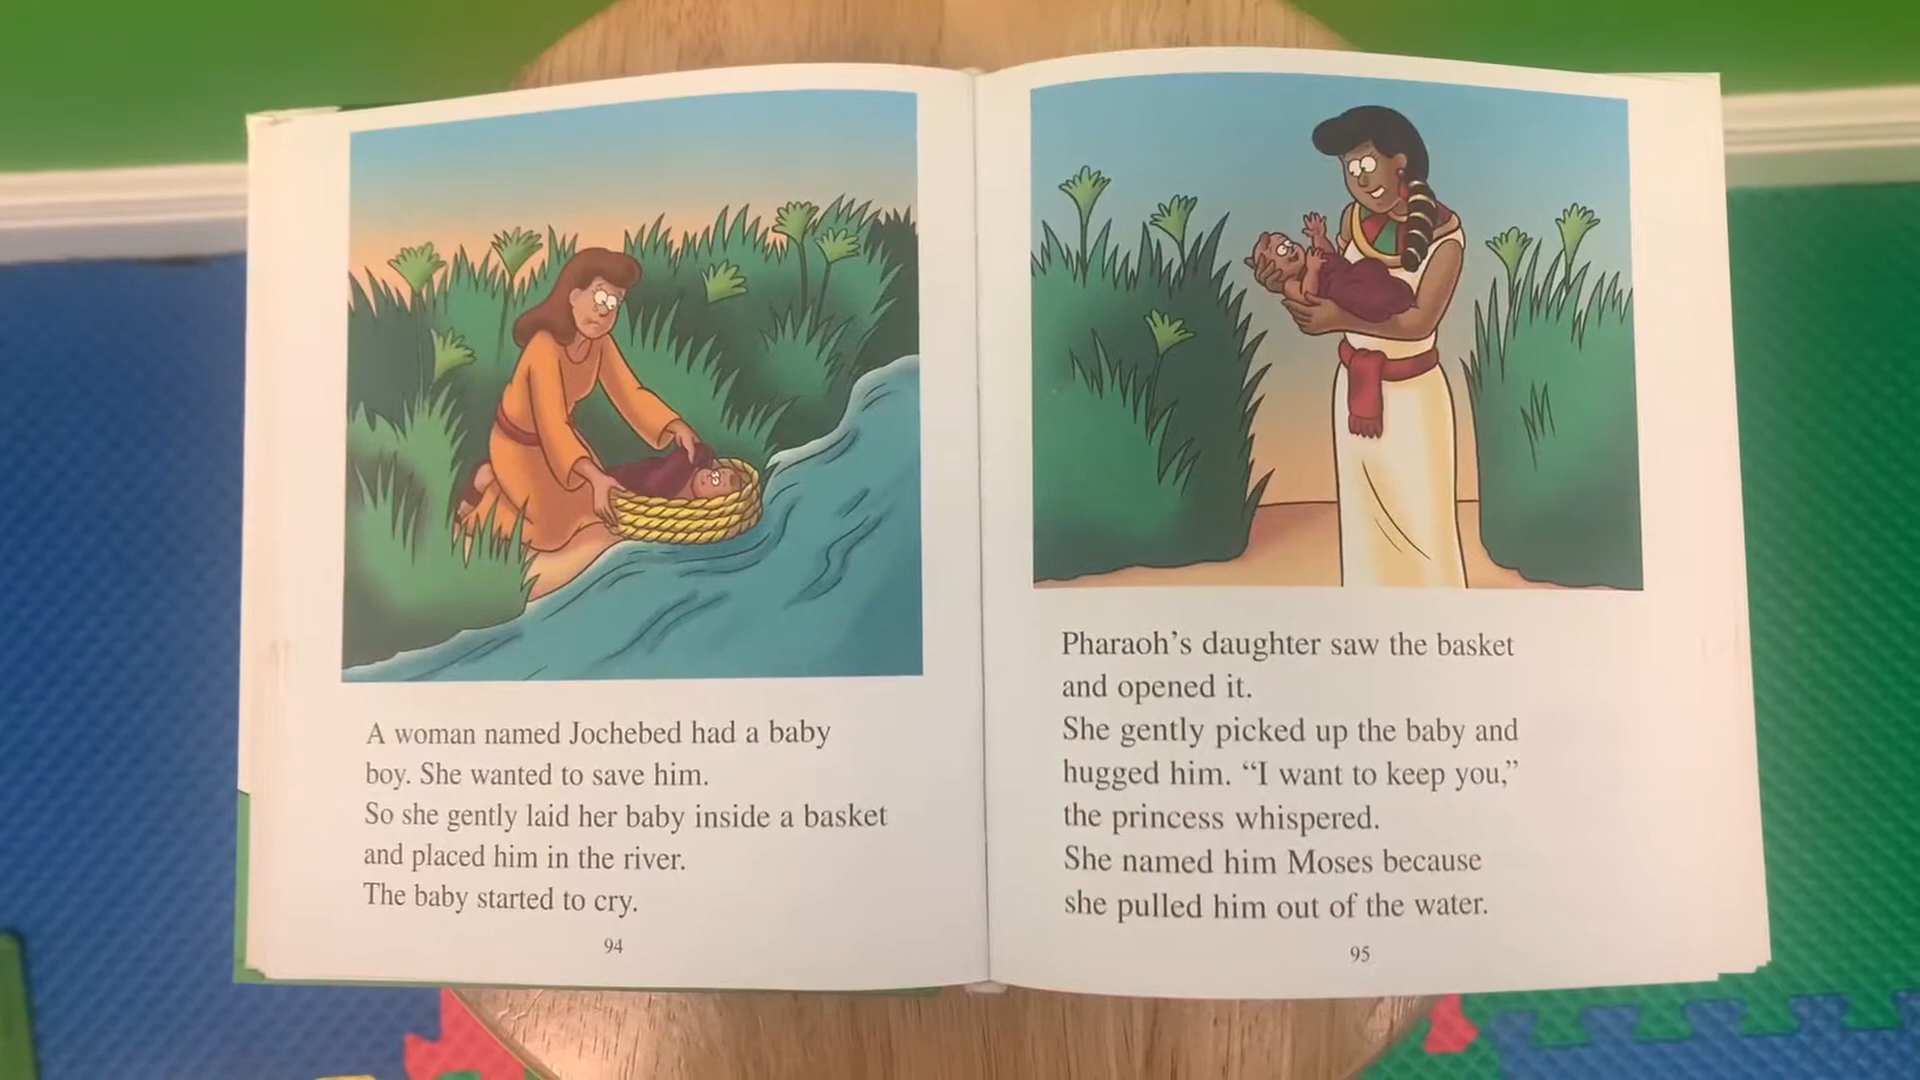 A woman named Jochebed had a baby
boy. She wanted to save him.
So she gently laid her baby inside a basket
and placed him in the river.
The baby started to cry.
94
Pharaoh’s daughter saw the basket
and opened it.
She gently picked up the baby and
hugged him. “I want to keep you,”
the princess whispered.
She named him Moses because
she pulled him out of the water.
95